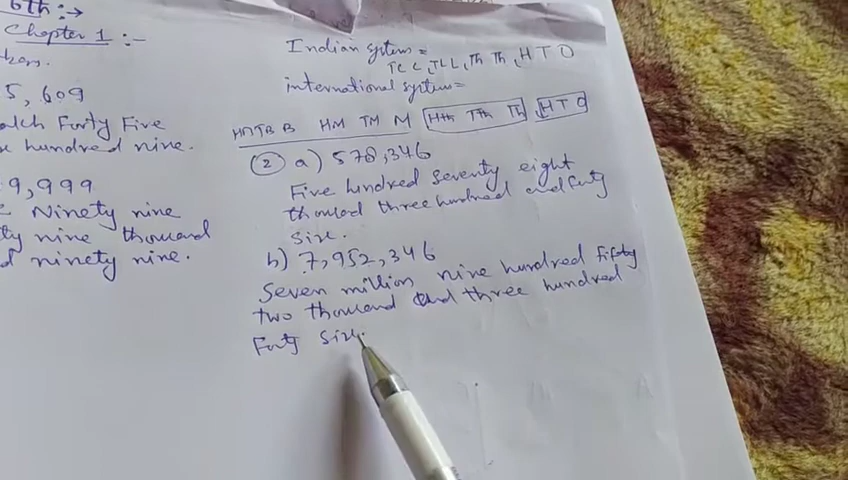 6th :→
Chapter 1 :-
5,609
Forty Five
hundred nine.
9,999
Ninety nine
nine thousand
ninety nine.
Indian system =
TC C, TL L, Tth Th, H T O
international system =
HM TM M Hth Tth Th, H T O
(2) a) 578,346
Five hundred seventy eight
thousad three hundred and forty
six.
b) 7,952,346
Seven million nine hundred fifty
two thousand and three hundred
Forty six.